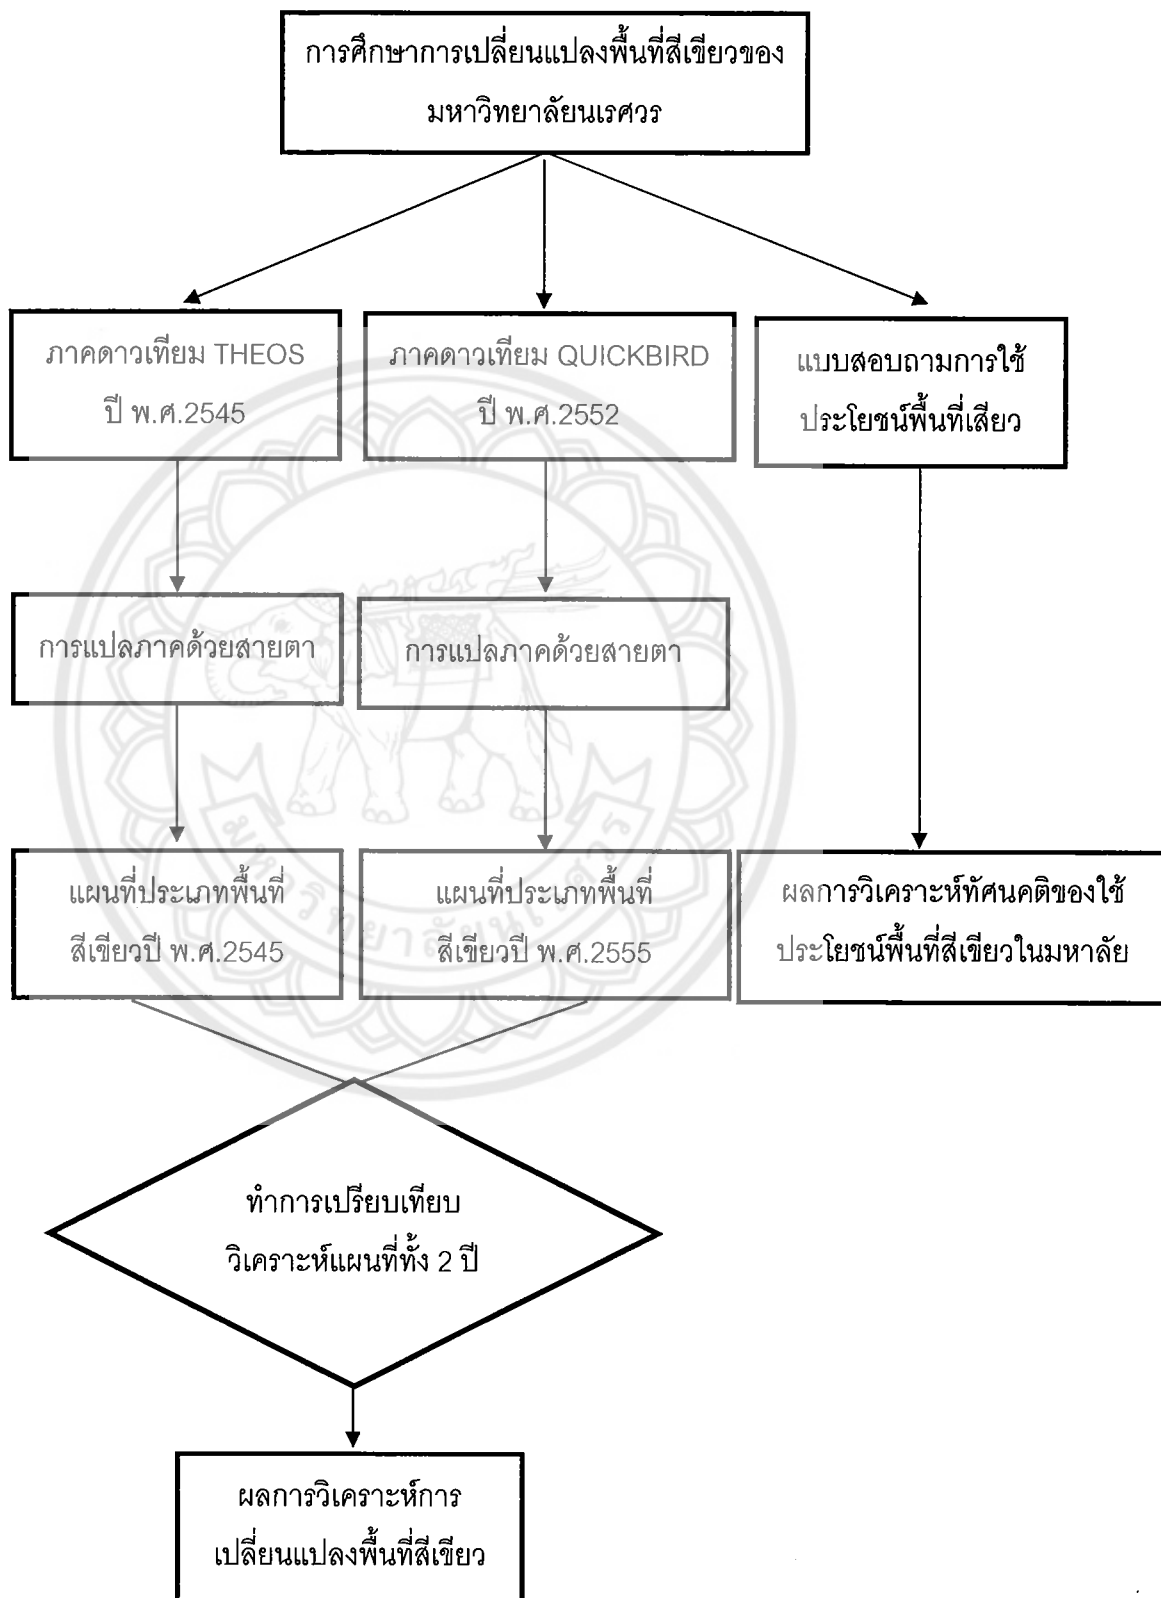 การศึกษาการเปลี่ยนแปลงพื้นที่สีเขียวของ
มหาวิทยาลัยนเรศวร
ภาคดาวเทียม THEOS
ปี พ.ศ.2545
ภาคดาวเทียม QUICKBIRD
ปี พ.ศ.2552
แบบสอบถามการใช้
ประโยชน์พื้นที่เสียว
การแปลภาคด้วยสายตา
การแปลภาคด้วยสายตา
แผนที่ประเภทพื้นที่
สีเขียวปี พ.ศ.2545
แผนที่ประเภทพื้นที่
สีเขียวปี พ.ศ.2555
ผลการวิเคราะห์ทัศนคติของใช้
ประโยชน์พื้นที่สีเขียวในมหาลัย
มหาวิทยาลัยนเรศวร
ทำการเปรียบเทียบ
วิเคราะห์แผนที่ทั้ง 2 ปี
ผลการวิเคราะห์การ
เปลี่ยนแปลงพื้นที่สีเขียว